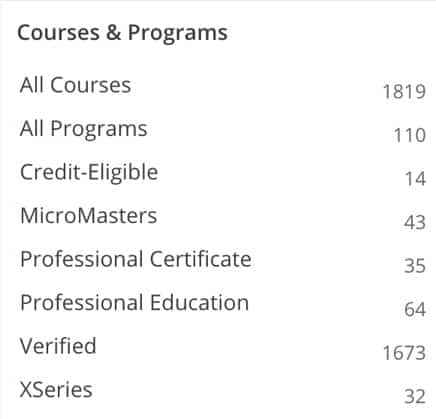 Courses & Programs
All Courses 1819
All Programs 110
Credit-Eligible 14
MicroMasters 43
Professional Certificate 35
Professional Education 64
Verified 1673
XSeries 32